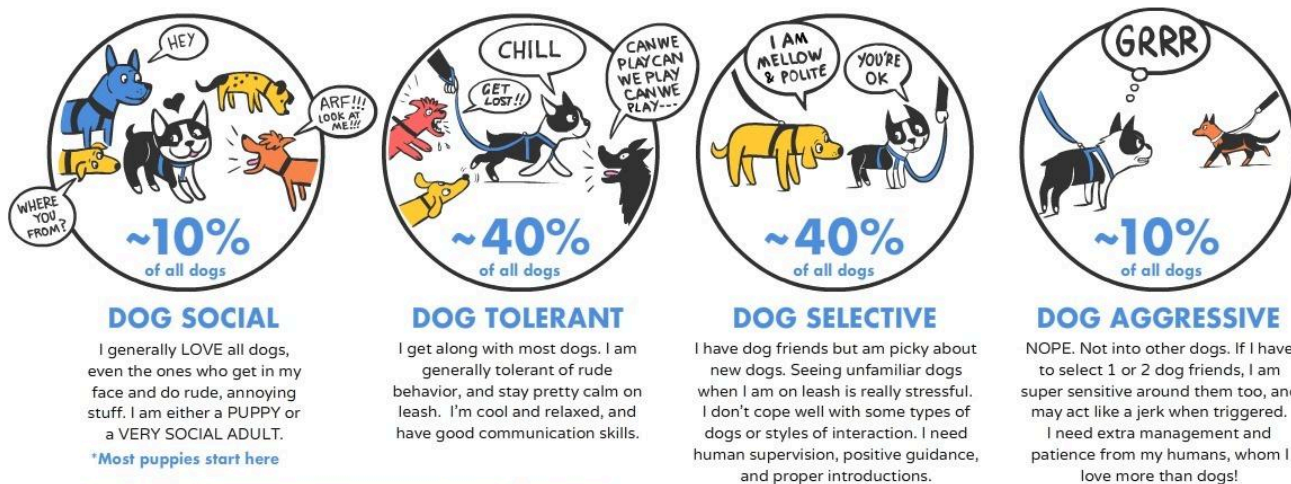 HEY
ARF!!!
LOOK AT
ME!!!
WHERE
YOU
FROM?
~10%
of all dogs
DOG SOCIAL
I generally LOVE all dogs,
even the ones who get in my
face and do rude, annoying
stuff. I am either a PUPPY or
a VERY SOCIAL ADULT.
*Most puppies start here
CHILL
GET
LOST!!
CAN WE
PLAY CAN
WE PLAY
CAN WE
PLAY---
~40%
of all dogs
DOG TOLERANT
I get along with most dogs. I am
generally tolerant of rude
behavior, and stay pretty calm on
leash. I'm cool and relaxed, and
have good communication skills.
I AM
MELLOW
& POLITE
YOU'RE
OK
~40%
of all dogs
DOG SELECTIVE
I have dog friends but am picky about
new dogs. Seeing unfamiliar dogs
when I am on leash is really stressful.
I don't cope well with some types of
dogs or styles of interaction. I need
human supervision, positive guidance,
and proper introductions.
GRRR
~10%
of all dogs
DOG AGGRESSIVE
NOPE. Not into other dogs. If I have
to select 1 or 2 dog friends, I am
super sensitive around them too, and
may act like a jerk when triggered.
I need extra management and
patience from my humans, whom I
love more than dogs!